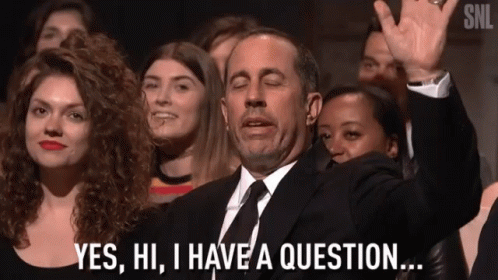 SNL
YES, HI, I HAVE A QUESTION...